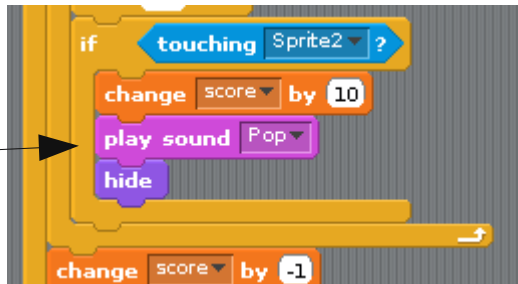 if touching Sprite2 ?
change score by 10
play sound Pop
hide
change score by -1